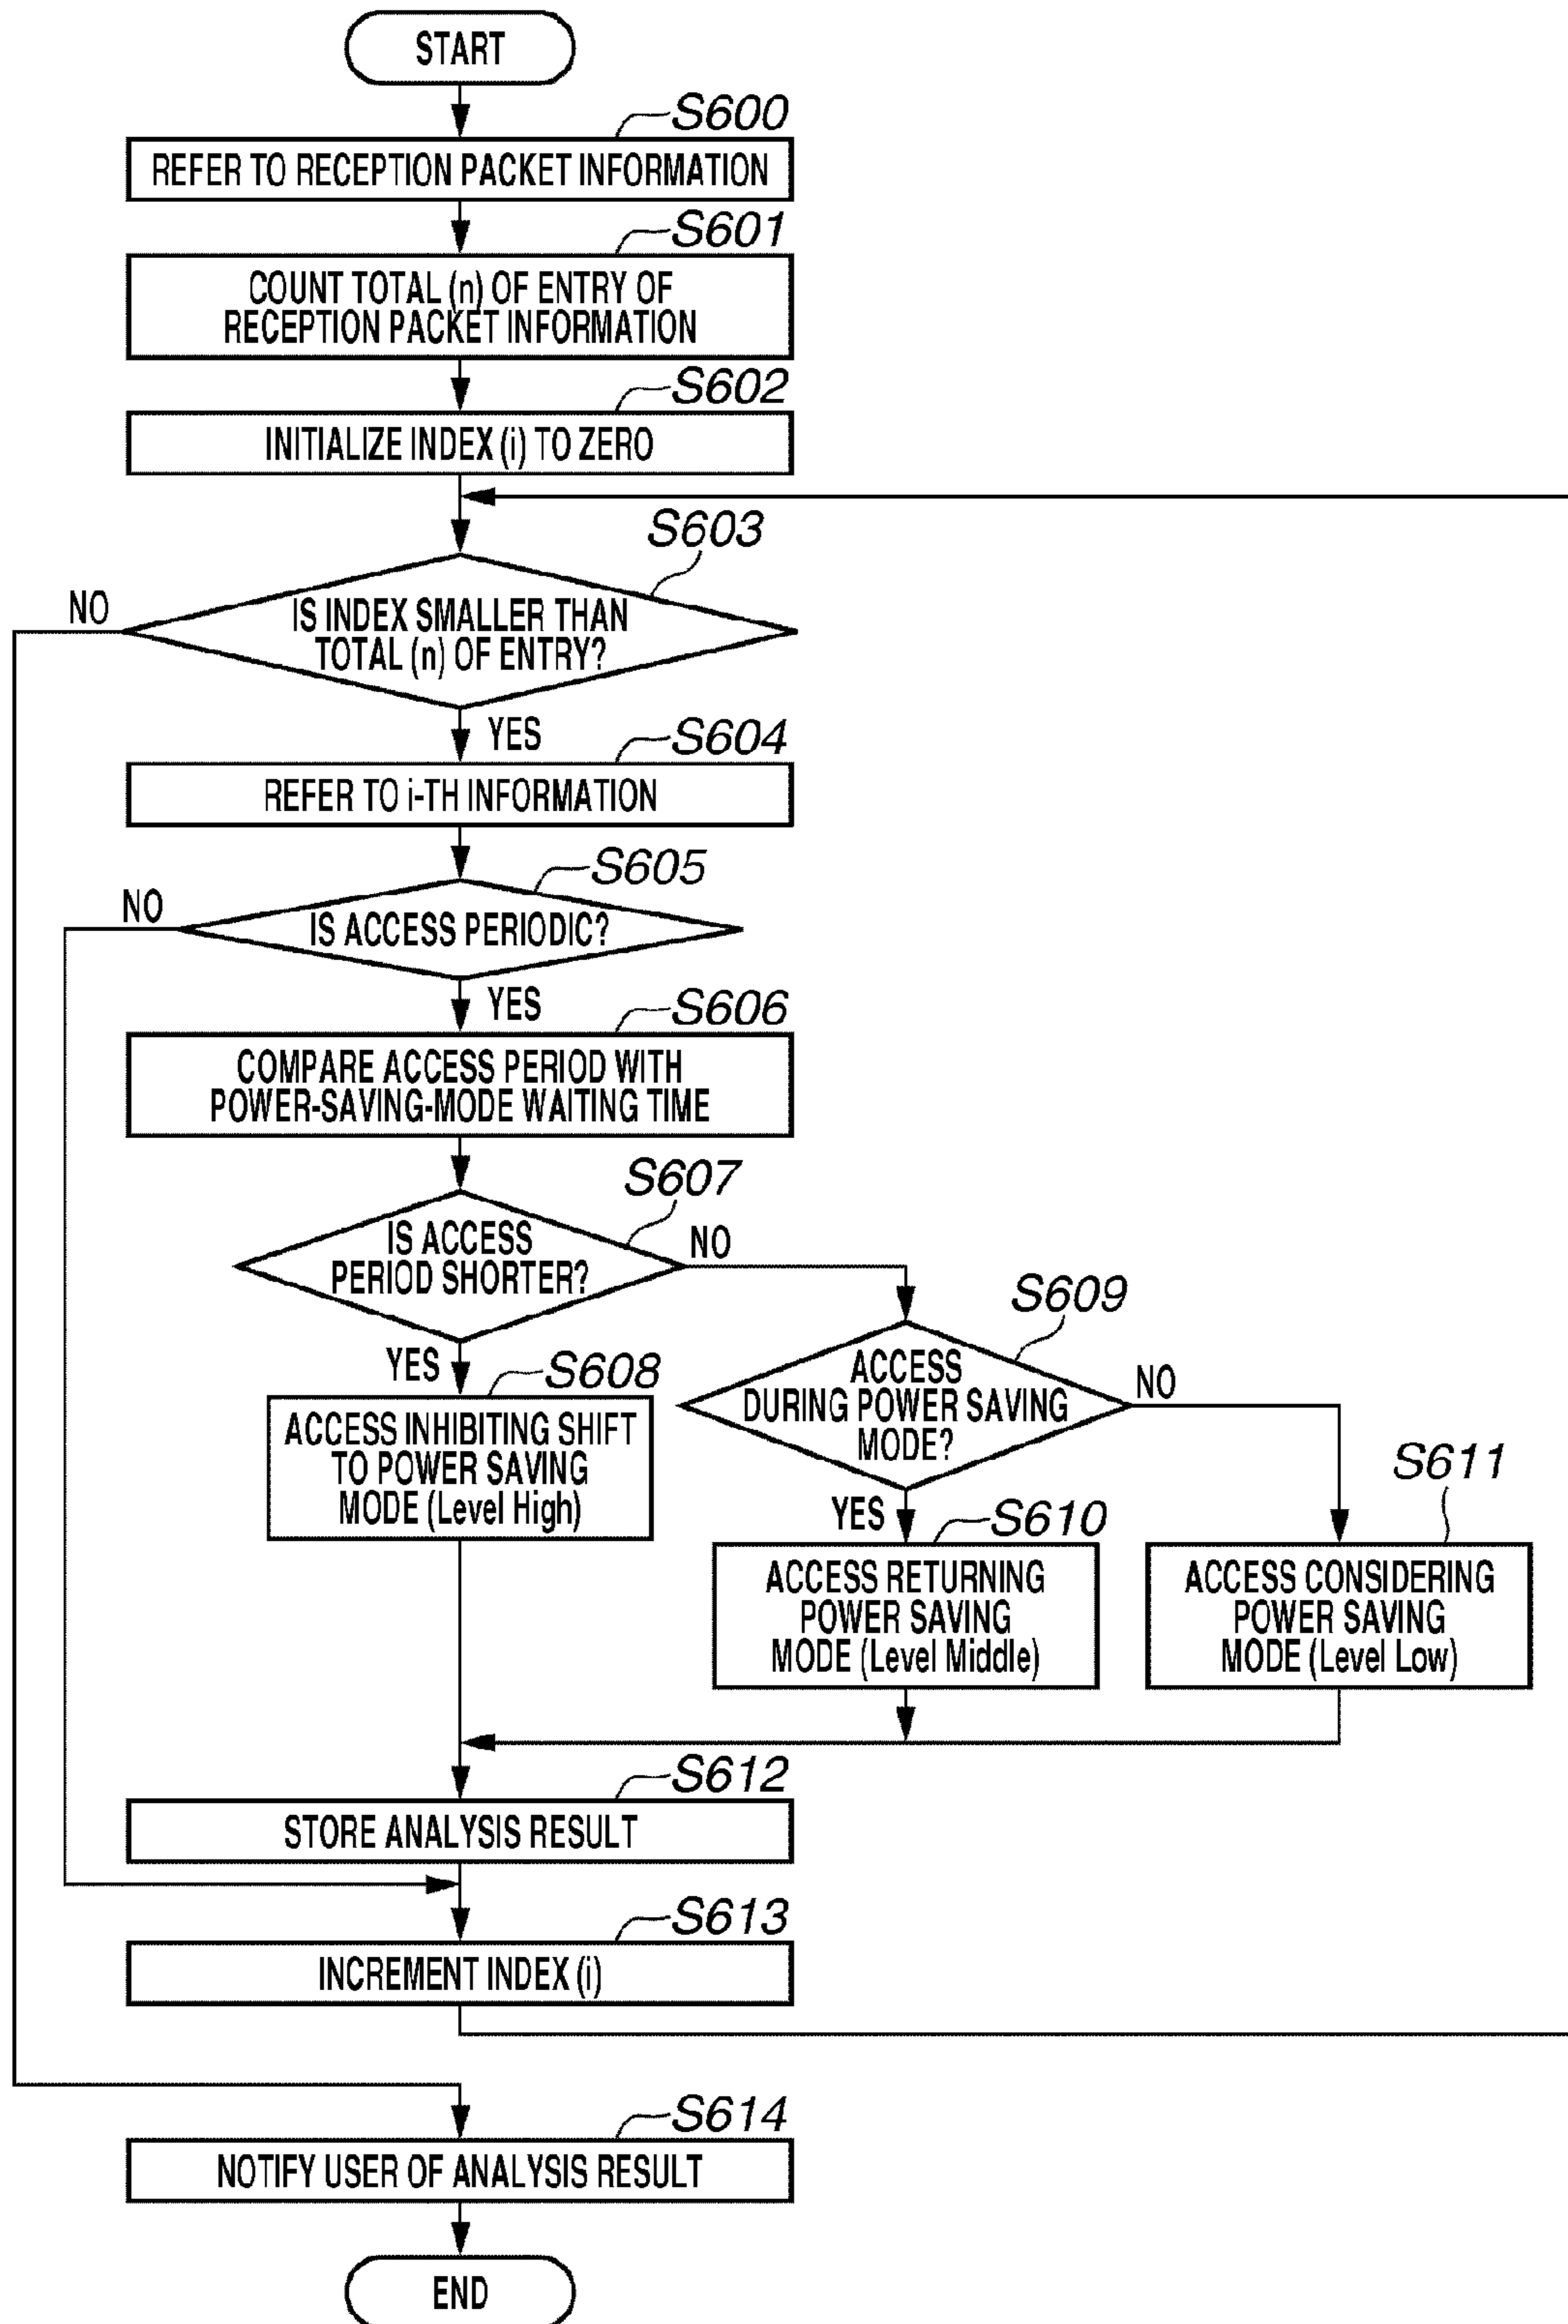 START
S600
REFER TO RECEPTION PACKET INFORMATION
S601
COUNT TOTAL (n) OF ENTRY OF
RECEPTION PACKET INFORMATION
S602
INITIALIZE INDEX (i) TO ZERO
S603
NO
IS INDEX SMALLER THAN
TOTAL (n) OF ENTRY?
YES
S604
REFER TO i-TH INFORMATION
S605
NO
IS ACCESS PERIODIC?
YES
S606
COMPARE ACCESS PERIOD WITH
POWER-SAVING-MODE WAITING TIME
S607
IS ACCESS
PERIOD SHORTER?
NO
YES
S608
ACCESS INHIBITING SHIFT
TO POWER SAVING
MODE (Level High)
S609
ACCESS
DURING POWER SAVING
MODE?
NO
YES
S610
ACCESS RETURNING
POWER SAVING
MODE (Level Middle)
S611
ACCESS CONSIDERING
POWER SAVING
MODE (Level Low)
S612
STORE ANALYSIS RESULT
S613
INCREMENT INDEX (i)
S614
NOTIFY USER OF ANALYSIS RESULT
END